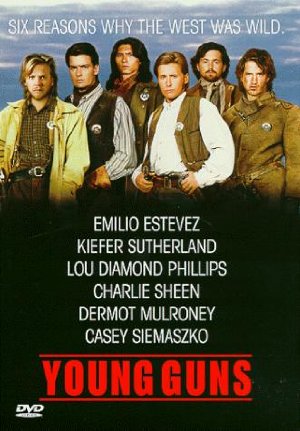 SIX REASONS WHY THE WEST WAS WILD.
EMILIO ESTEVEZ
KIEFER SUTHERLAND
LOU DIAMOND PHILLIPS
CHARLIE SHEEN
DERMOT MULRONEY
CASEY SIEMASZKO
YOUNG GUNS
DVD